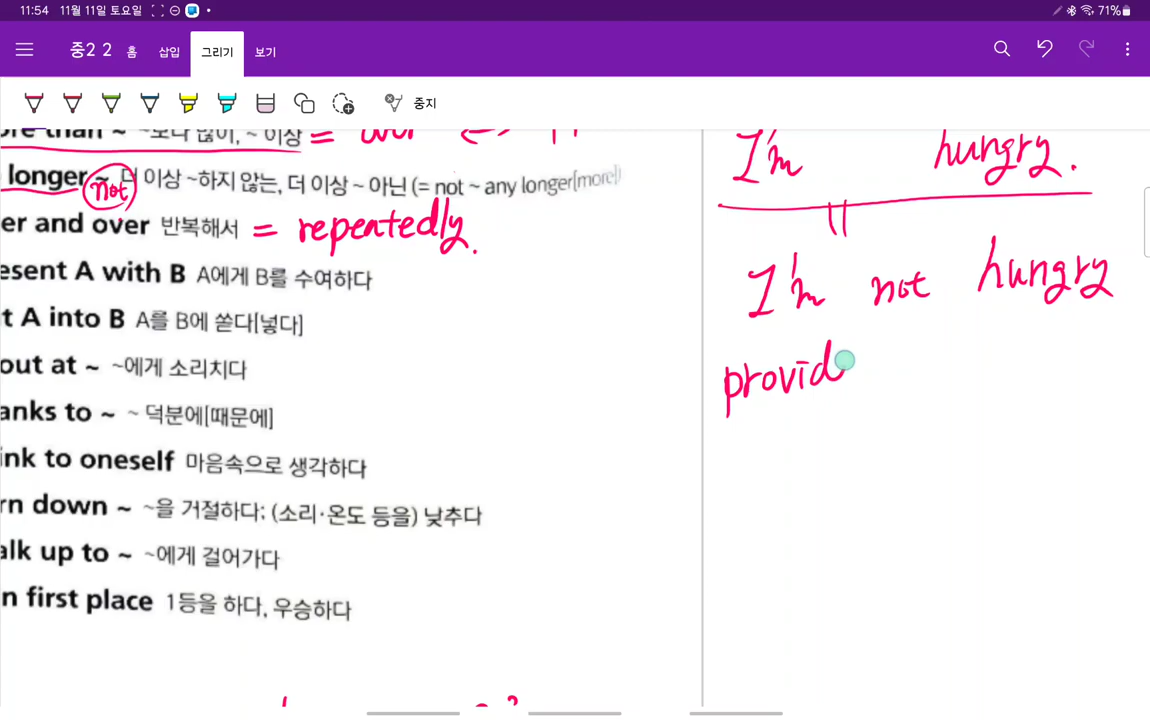 11:54 11월 11일 토요일 71%
중2 2 홈 삽입 그리기 보기
중지
ore than ~ ~보다 많이, ~ 이상 =
longer ~ not 더 이상 ~하지 않는, 더 이상 ~ 아닌 (= not ~ any longer[more])
er and over 반복해서 = repeatedly.
esent A with B A에게 B를 수여하다
t A into B A를 B에 쏟다[넣다]
out at ~ ~에게 소리치다
anks to ~ ~ 덕분에[때문에]
ink to oneself 마음속으로 생각하다
rn down ~ ~을 거절하다; (소리·온도 등을) 낮추다
alk up to ~ ~에게 걸어가다
n first place 1등을 하다, 우승하다
I'm hungry.
I'm not hungry
provid